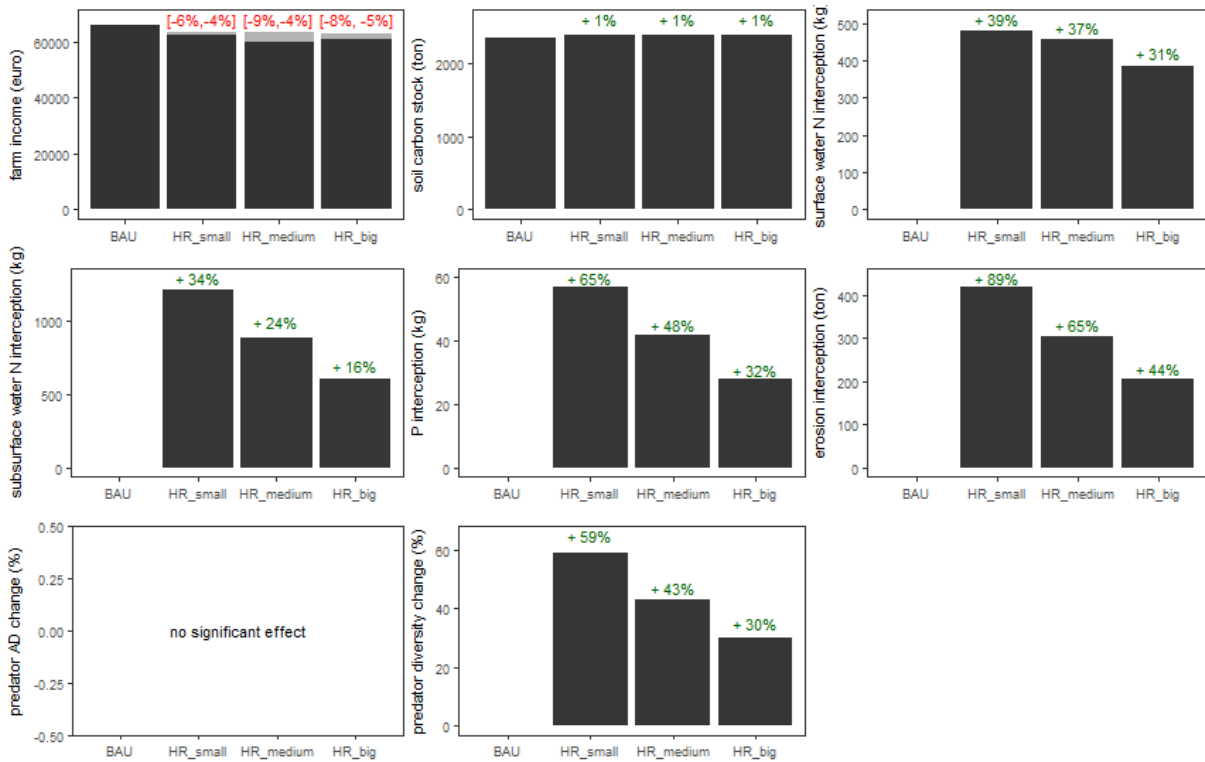 farm income (euro)
60000
40000
20000
0
[-6%,-4%]
[-9%,-4%]
[-8%, -5%]
BAU
HR_small
HR_medium
HR_big
soil carbon stock (ton)
2000
1000
0
+ 1%
+ 1%
+ 1%
BAU
HR_small
HR_medium
HR_big
surface water N interception (kg)
500
400
300
200
100
0
+ 39%
+ 37%
+ 31%
BAU
HR_small
HR_medium
HR_big
subsurface water N interception (kg)
1000
500
0
+ 34%
+ 24%
+ 16%
BAU
HR_small
HR_medium
HR_big
P interception (kg)
60
40
20
0
+ 65%
+ 48%
+ 32%
BAU
HR_small
HR_medium
HR_big
erosion interception (ton)
400
300
200
100
0
+ 89%
+ 65%
+ 44%
BAU
HR_small
HR_medium
HR_big
predator AD change (%)
0.50
0.25
0.00
-0.25
-0.50
no significant effect
BAU
HR_small
HR_medium
HR_big
predator diversity change (%)
60
40
20
0
+ 59%
+ 43%
+ 30%
BAU
HR_small
HR_medium
HR_big